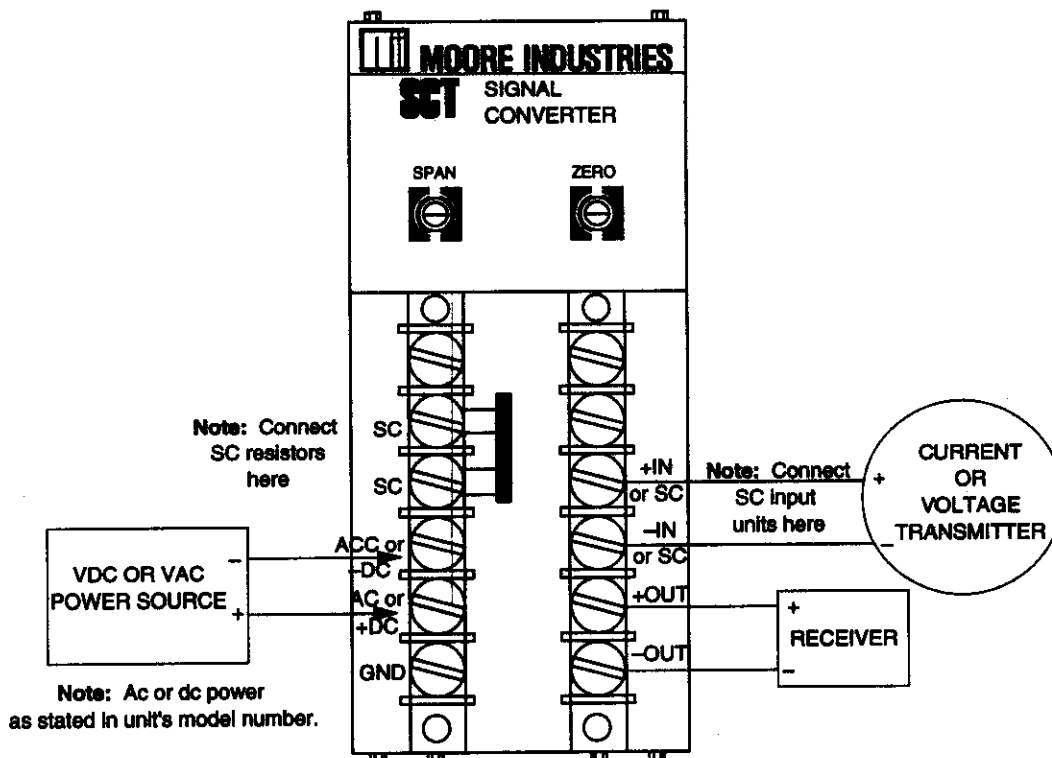 MOORE INDUSTRIES
SCT
SIGNAL
CONVERTER
SPAN
ZERO
Note: Connect
SC resistors
here
SC
SC
+IN
or SC
Note: Connect
SC input
units here
+
−
CURRENT
OR
VOLTAGE
TRANSMITTER
−IN
or SC
VDC OR VAC
POWER SOURCE
−
+
ACC or
−DC
AC or
+DC
GND
+OUT
−OUT
+
RECEIVER
−
Note: Ac or dc power
as stated in unit's model number.